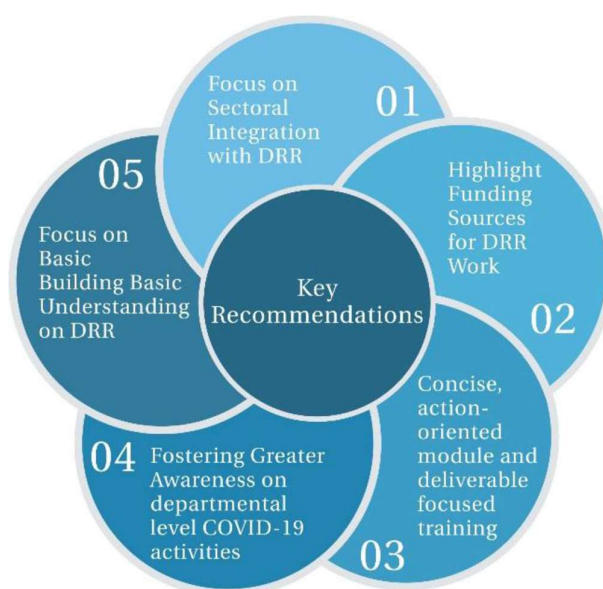 Key
Recommendations
01
Focus on
Sectoral
Integration
with DRR
02
Highlight
Funding
Sources
for DRR
Work
03
Concise,
action-
oriented
module and
deliverable
focused
training
04
Fostering Greater
Awareness on
departmental
level COVID-19
activities
05
Focus on
Basic
Building Basic
Understanding
on DRR